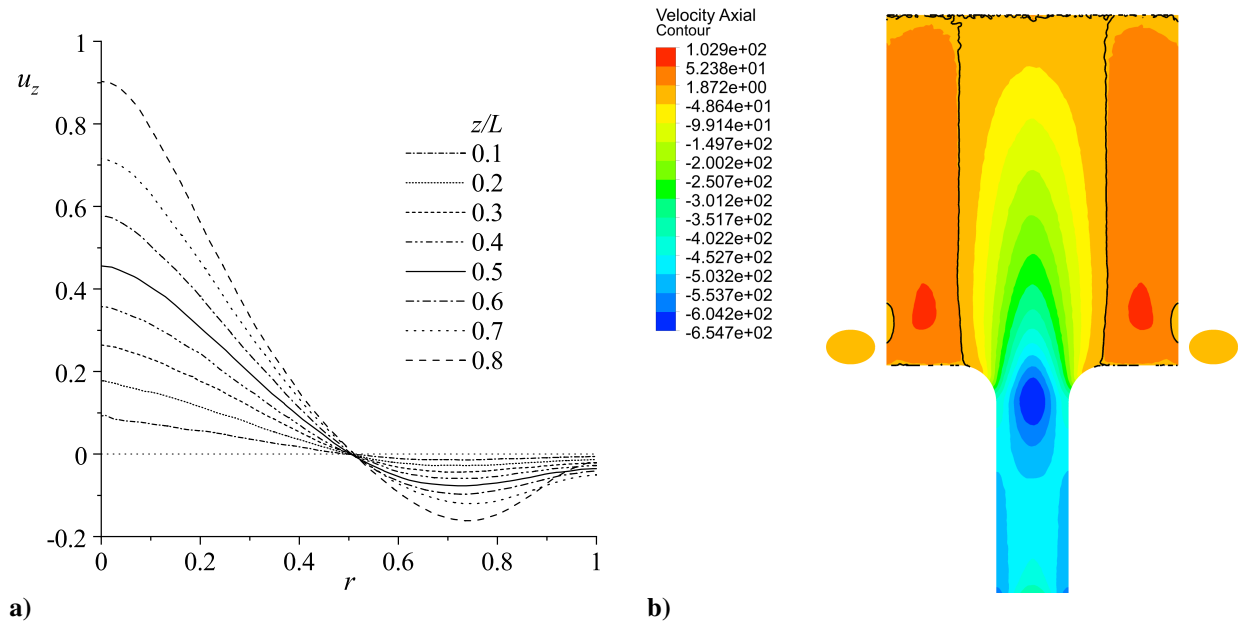 1
u_z
0.8
0.6
0.4
0.2
0
-0.2
0
0.2
0.4
0.6
0.8
1
r
z/L
0.1
0.2
0.3
0.4
0.5
0.6
0.7
0.8
a)
Velocity Axial
Contour
1.029e+02
5.238e+01
1.872e+00
-4.864e+01
-9.914e+01
-1.497e+02
-2.002e+02
-2.507e+02
-3.012e+02
-3.517e+02
-4.022e+02
-4.527e+02
-5.032e+02
-5.537e+02
-6.042e+02
-6.547e+02
b)